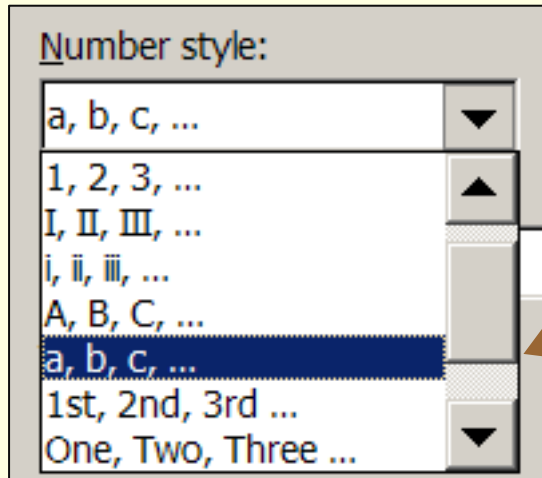 Number style:
a, b, c, ...
1, 2, 3, ...
I, II, III, ...
i, ii, iii, ...
A, B, C, ...
a, b, c, ...
1st, 2nd, 3rd ...
One, Two, Three ...